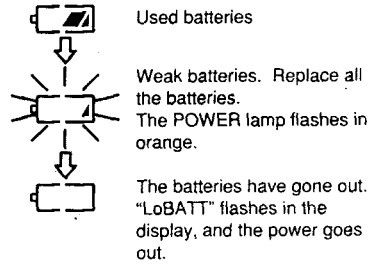 Used batteries
Weak batteries. Replace all
the batteries.
The POWER lamp flashes in
orange.
The batteries have gone out.
“LoBATT” flashes in the
display, and the power goes
out.